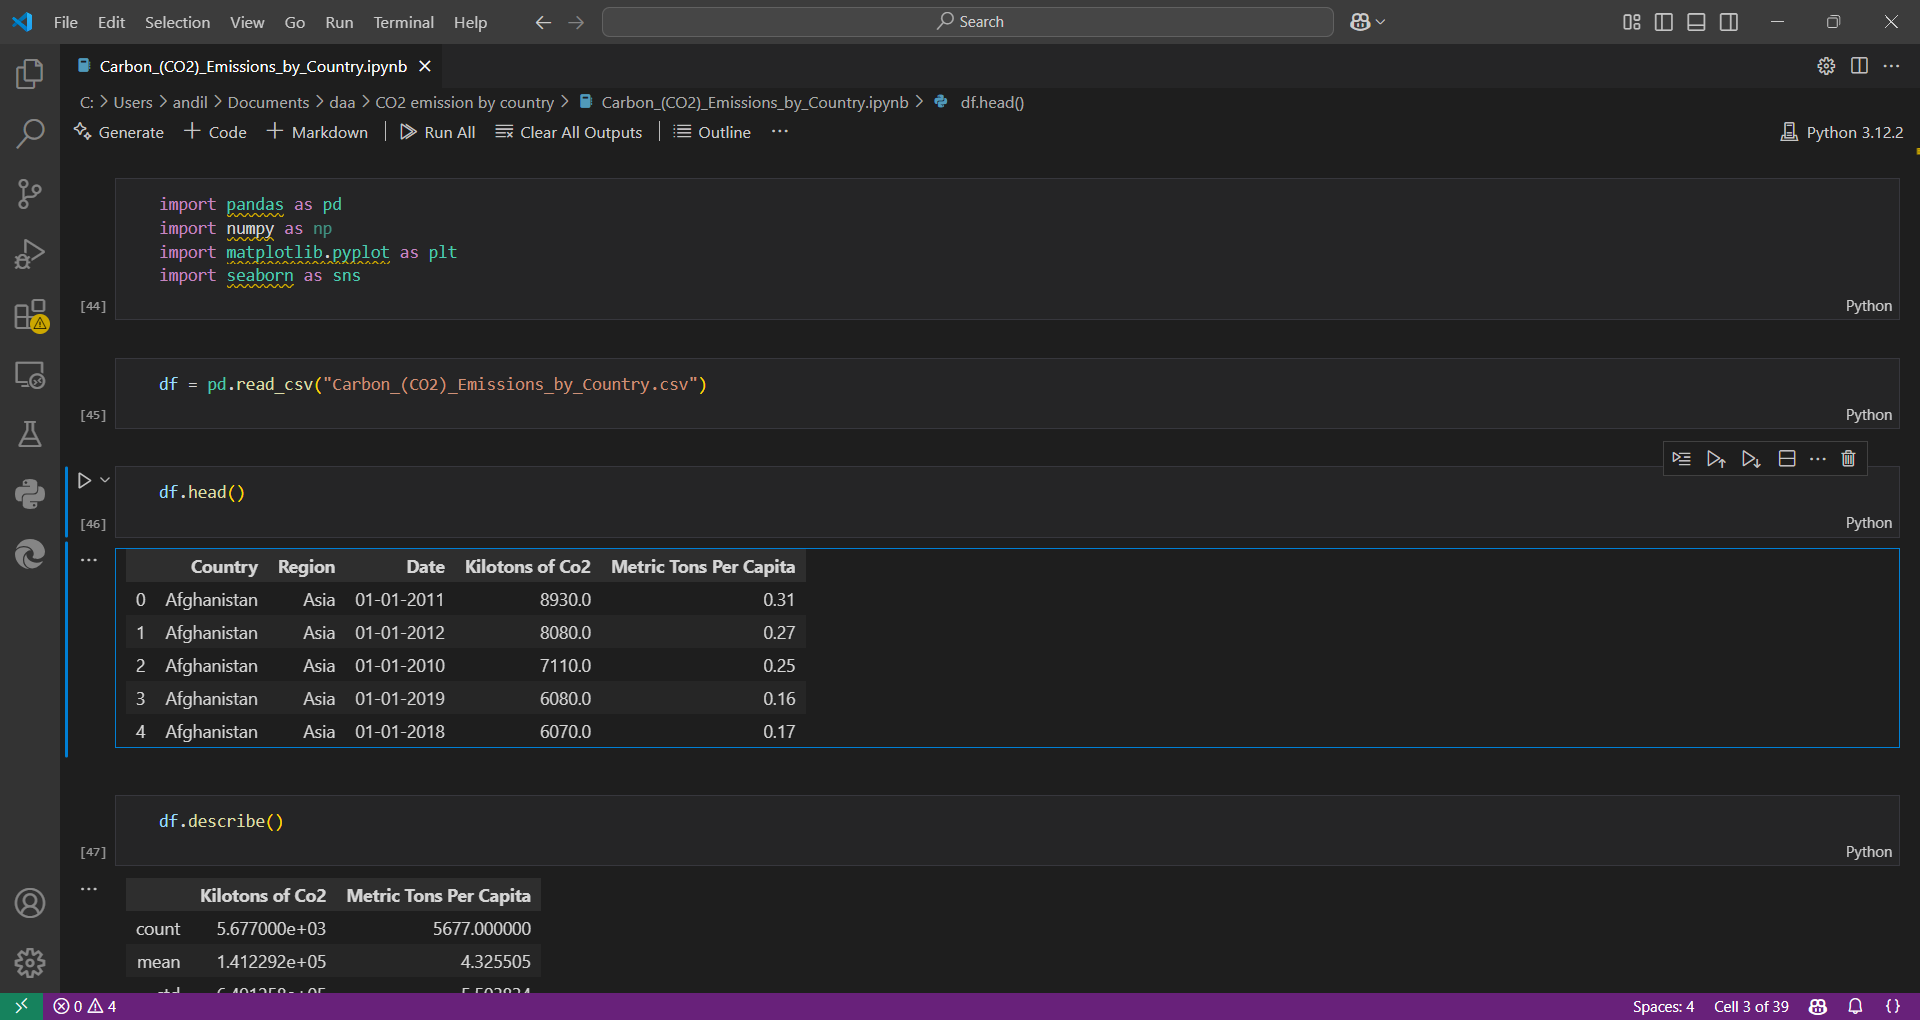 File Edit Selection View Go Run Terminal Help Search
Carbon_(CO2)_Emissions_by_Country.ipynb
C: > Users > andil > Documents > daa > CO2 emission by country > Carbon_(CO2)_Emissions_by_Country.ipynb > df.head()
Generate + Code + Markdown Run All Clear All Outputs Outline ... Python 3.12.2
import pandas as pd
import numpy as np
import matplotlib.pyplot as plt
import seaborn as sns
[44] Python
df = pd.read_csv("Carbon_(CO2)_Emissions_by_Country.csv")
[45] Python
df.head()
[46] Python
Country Region Date Kilotons of Co2 Metric Tons Per Capita
0 Afghanistan Asia 01-01-2011 8930.0 0.31
1 Afghanistan Asia 01-01-2012 8080.0 0.27
2 Afghanistan Asia 01-01-2010 7110.0 0.25
3 Afghanistan Asia 01-01-2019 6080.0 0.16
4 Afghanistan Asia 01-01-2018 6070.0 0.17
df.describe()
[47] Python
Kilotons of Co2 Metric Tons Per Capita
count 5.677000e+03 5677.000000
mean 1.412292e+05 4.325505
0 4 Spaces: 4 Cell 3 of 39 {}